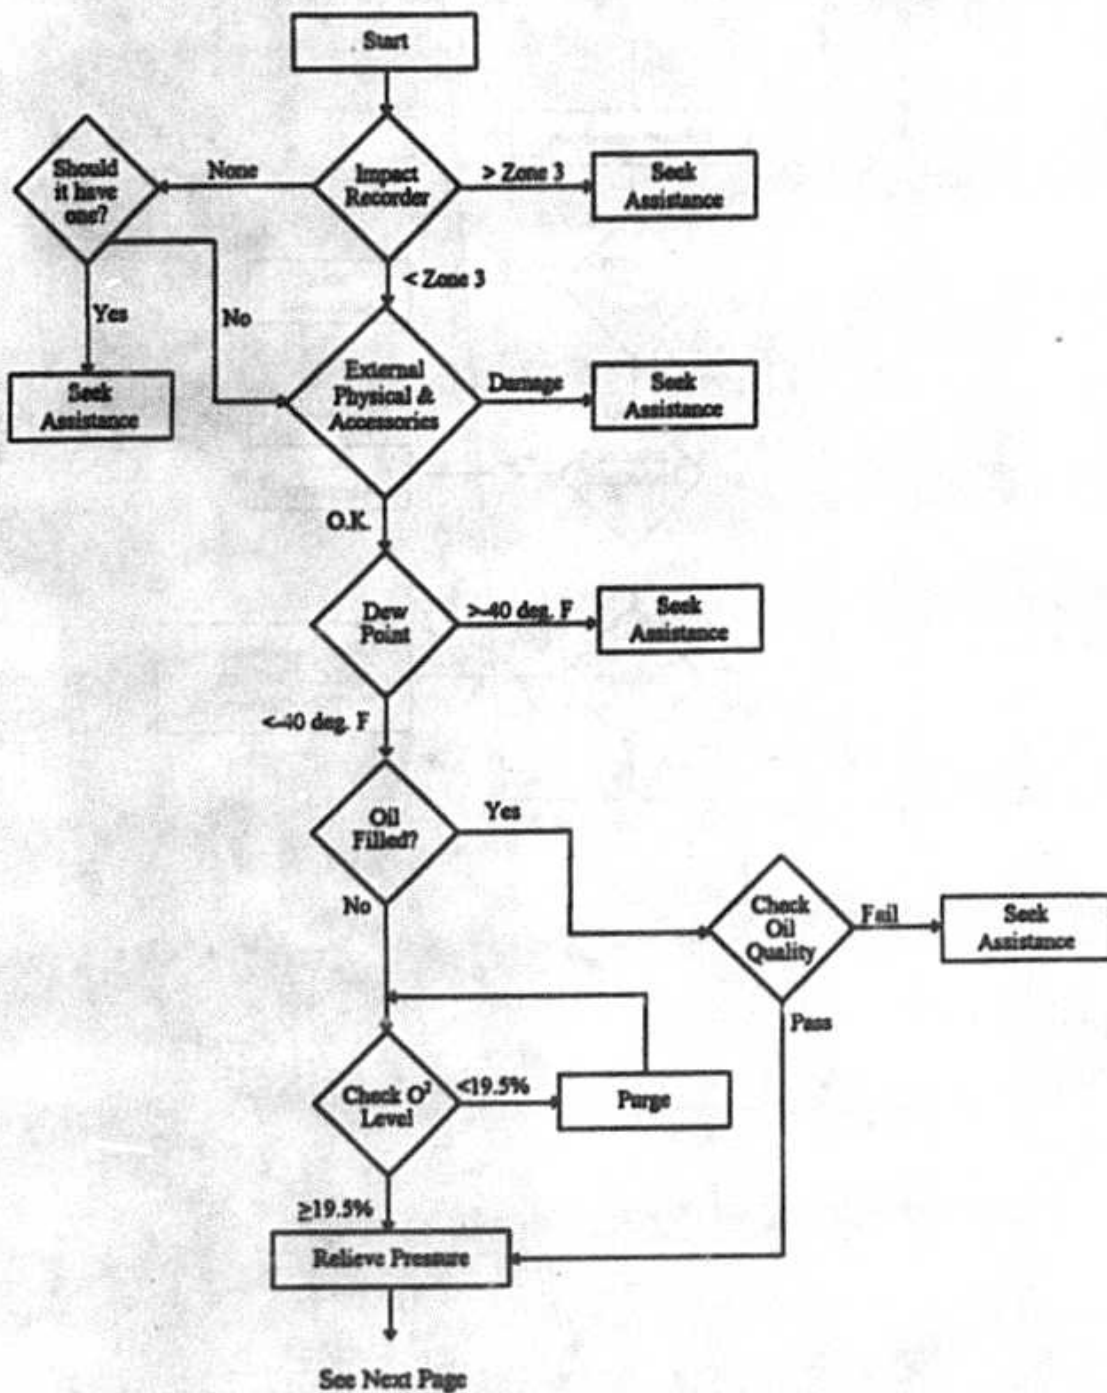 Start
Should
it have
one?
None
Impact
Recorder
> Zone 3
Seek
Assistance
< Zone 3
Yes
No
Seek
Assistance
External
Physical &
Accessories
Damage
Seek
Assistance
O.K.
Dew
Point
>-40 deg. F
Seek
Assistance
<-40 deg. F
Oil
Filled?
Yes
No
Check
Oil
Quality
Fail
Seek
Assistance
Pass
Check O²
Level
<19.5%
Purge
≥19.5%
Relieve Pressure
See Next Page